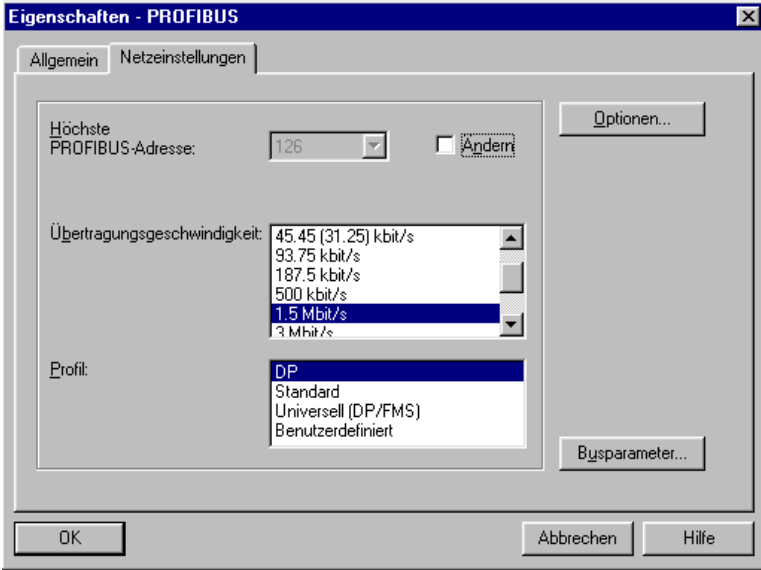 Eigenschaften - PROFIBUS
Allgemein
Netzeinstellungen
Höchste
PROFIBUS-Adresse:
126
Ändern
Optionen...
Übertragungsgeschwindigkeit:
45.45 (31.25) kbit/s
93.75 kbit/s
187.5 kbit/s
500 kbit/s
1.5 Mbit/s
3 Mbit/s
Profil:
DP
Standard
Universell (DP/FMS)
Benutzerdefiniert
Busparameter...
OK
Abbrechen
Hilfe